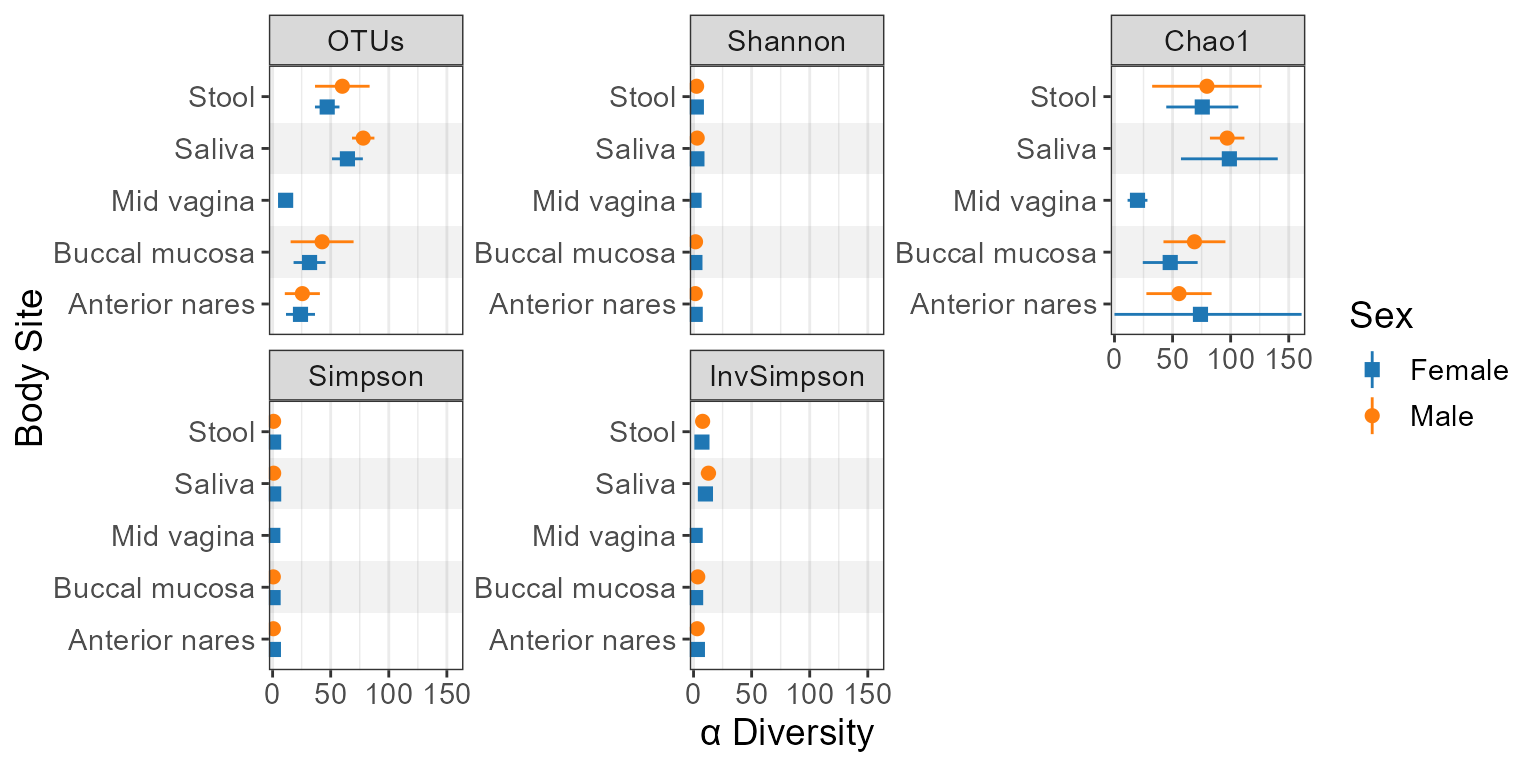 OTUs
Shannon
Chao1
Stool
Saliva
Mid vagina
Buccal mucosa
Anterior nares
Stool
Saliva
Mid vagina
Buccal mucosa
Anterior nares
Stool
Saliva
Mid vagina
Buccal mucosa
Anterior nares
0 50 100 150
Simpson
InvSimpson
Stool
Saliva
Mid vagina
Buccal mucosa
Anterior nares
0 50 100 150
Stool
Saliva
Mid vagina
Buccal mucosa
Anterior nares
0 50 100 150
Body Site
α Diversity
Sex
Female
Male